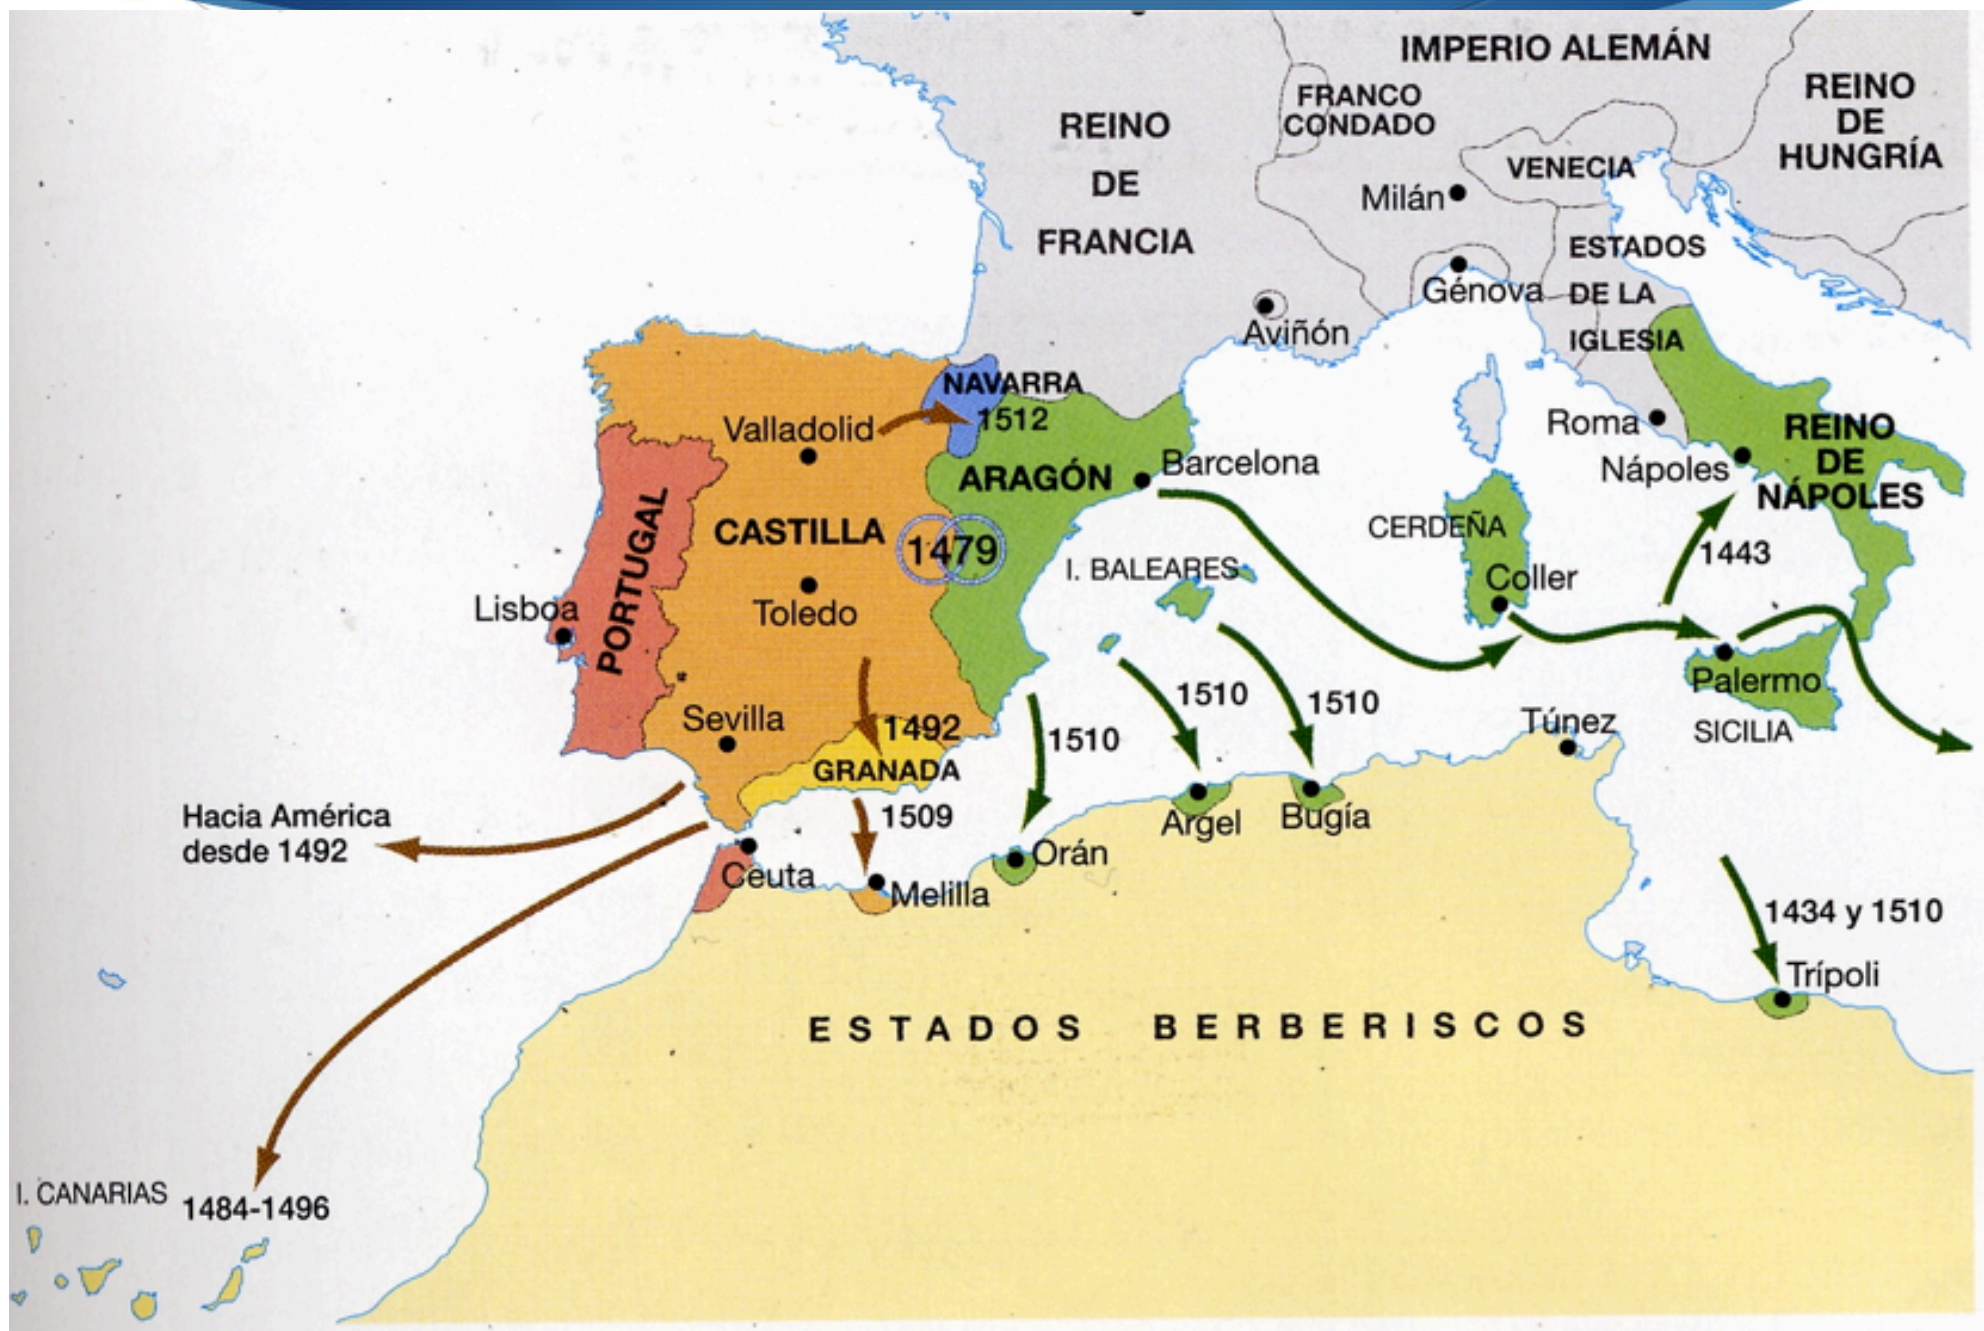 IMPERIO ALEMÁN
FRANCO
CONDADO
REINO
DE
HUNGRÍA
REINO
DE
FRANCIA
VENECIA
Milán
ESTADOS
DE LA
IGLESIA
Génova
Aviñón
NAVARRA
1512
Valladolid
ARAGÓN
Barcelona
Roma
Nápoles
REINO
DE
NÁPOLES
PORTUGAL
CASTILLA
1479
CERDEÑA
1443
I. BALEARES
Coller
Lisboa
Toledo
Palermo
SICILIA
Sevilla
1492
GRANADA
1510
1510
1510
Túnez
Hacia América
desde 1492
1509
Argel
Bugía
Orán
Ceuta
Melilla
1434 y 1510
Trípoli
ESTADOS BERBERISCOS
I. CANARIAS
1484-1496